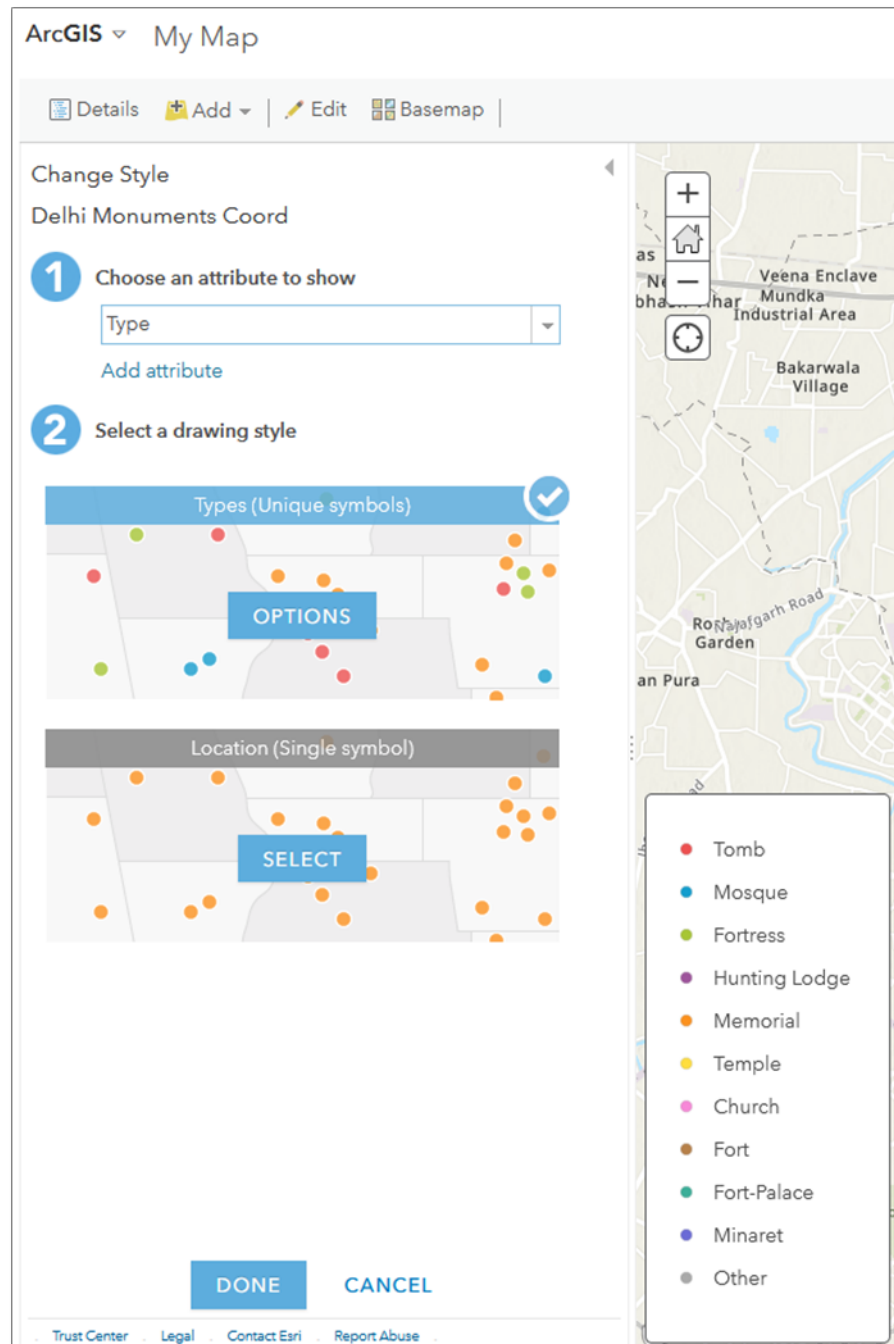 ArcGIS My Map
Details Add Edit Basemap
Change Style
Delhi Monuments Coord
1 Choose an attribute to show
Type
Add attribute
2 Select a drawing style
Types (Unique symbols)
OPTIONS
Location (Single symbol)
SELECT
DONE CANCEL
Trust Center Legal Contact Esri Report Abuse
Veena Enclave
Mundka
Industrial Area
Bakarwala
Village
Najafgarh Road
Garden
an Pura
Tomb
Mosque
Fortress
Hunting Lodge
Memorial
Temple
Church
Fort
Fort-Palace
Minaret
Other